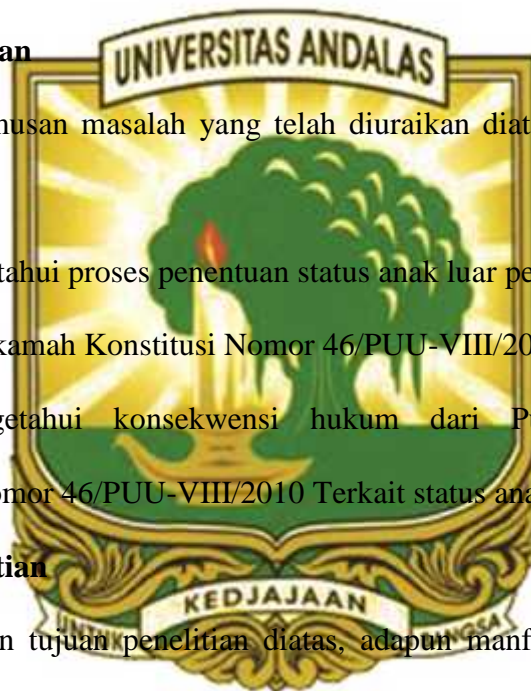 an
UNIVERSITAS ANDALAS
usan masalah yang telah diuraikan diat
tahui proses penentuan status anak luar pe
kamah Konstitusi Nomor 46/PUU-VIII/20
getahui konsekwensi hukum dari P
omor 46/PUU-VIII/2010 Terkait status ana
tian
KEDJAJAAN
UNTUK
NGSA
n tujuan penelitian diatas, adapun manf